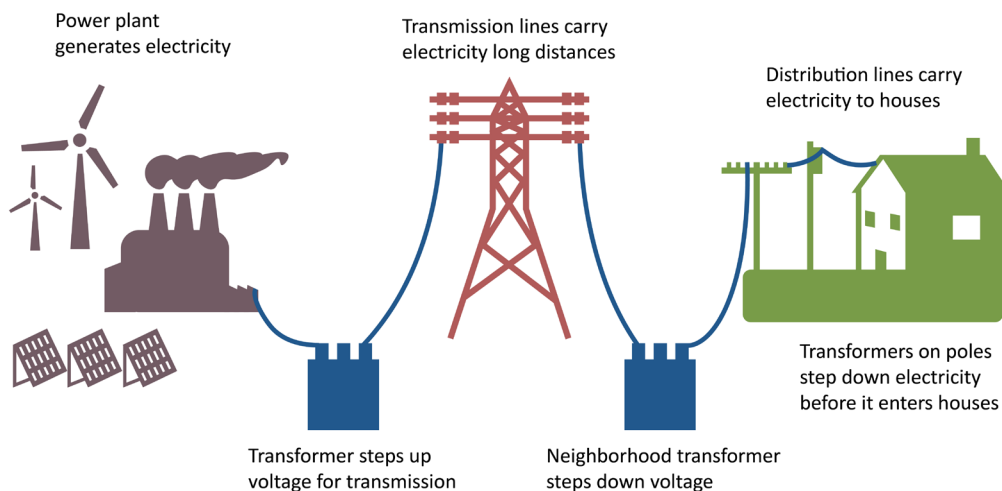 Power plant
generates electricity
Transmission lines carry
electricity long distances
Distribution lines carry
electricity to houses
Transformers on poles
step down electricity
before it enters houses
Transformer steps up
voltage for transmission
Neighborhood transformer
steps down voltage